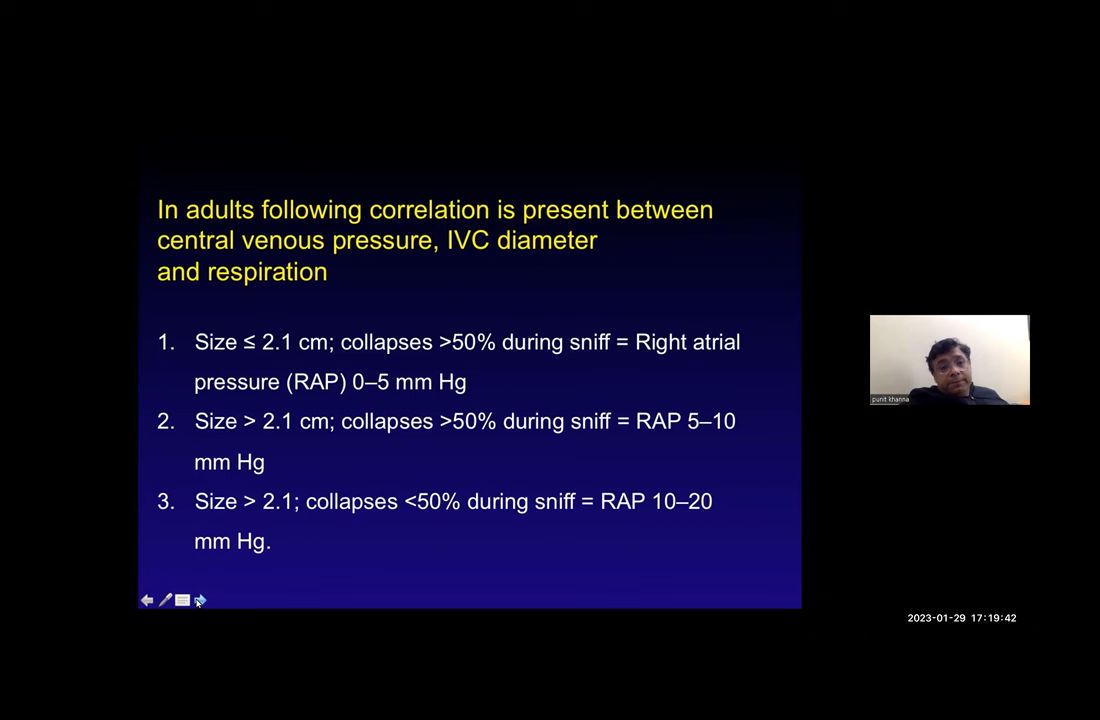 In adults following correlation is present between
central venous pressure, IVC diameter
and respiration
1. Size ≤ 2.1 cm; collapses >50% during sniff = Right atrial
pressure (RAP) 0–5 mm Hg
2. Size > 2.1 cm; collapses >50% during sniff = RAP 5–10
mm Hg
3. Size > 2.1; collapses <50% during sniff = RAP 10–20
mm Hg.
punit khanna
2023-01-29 17:19:42